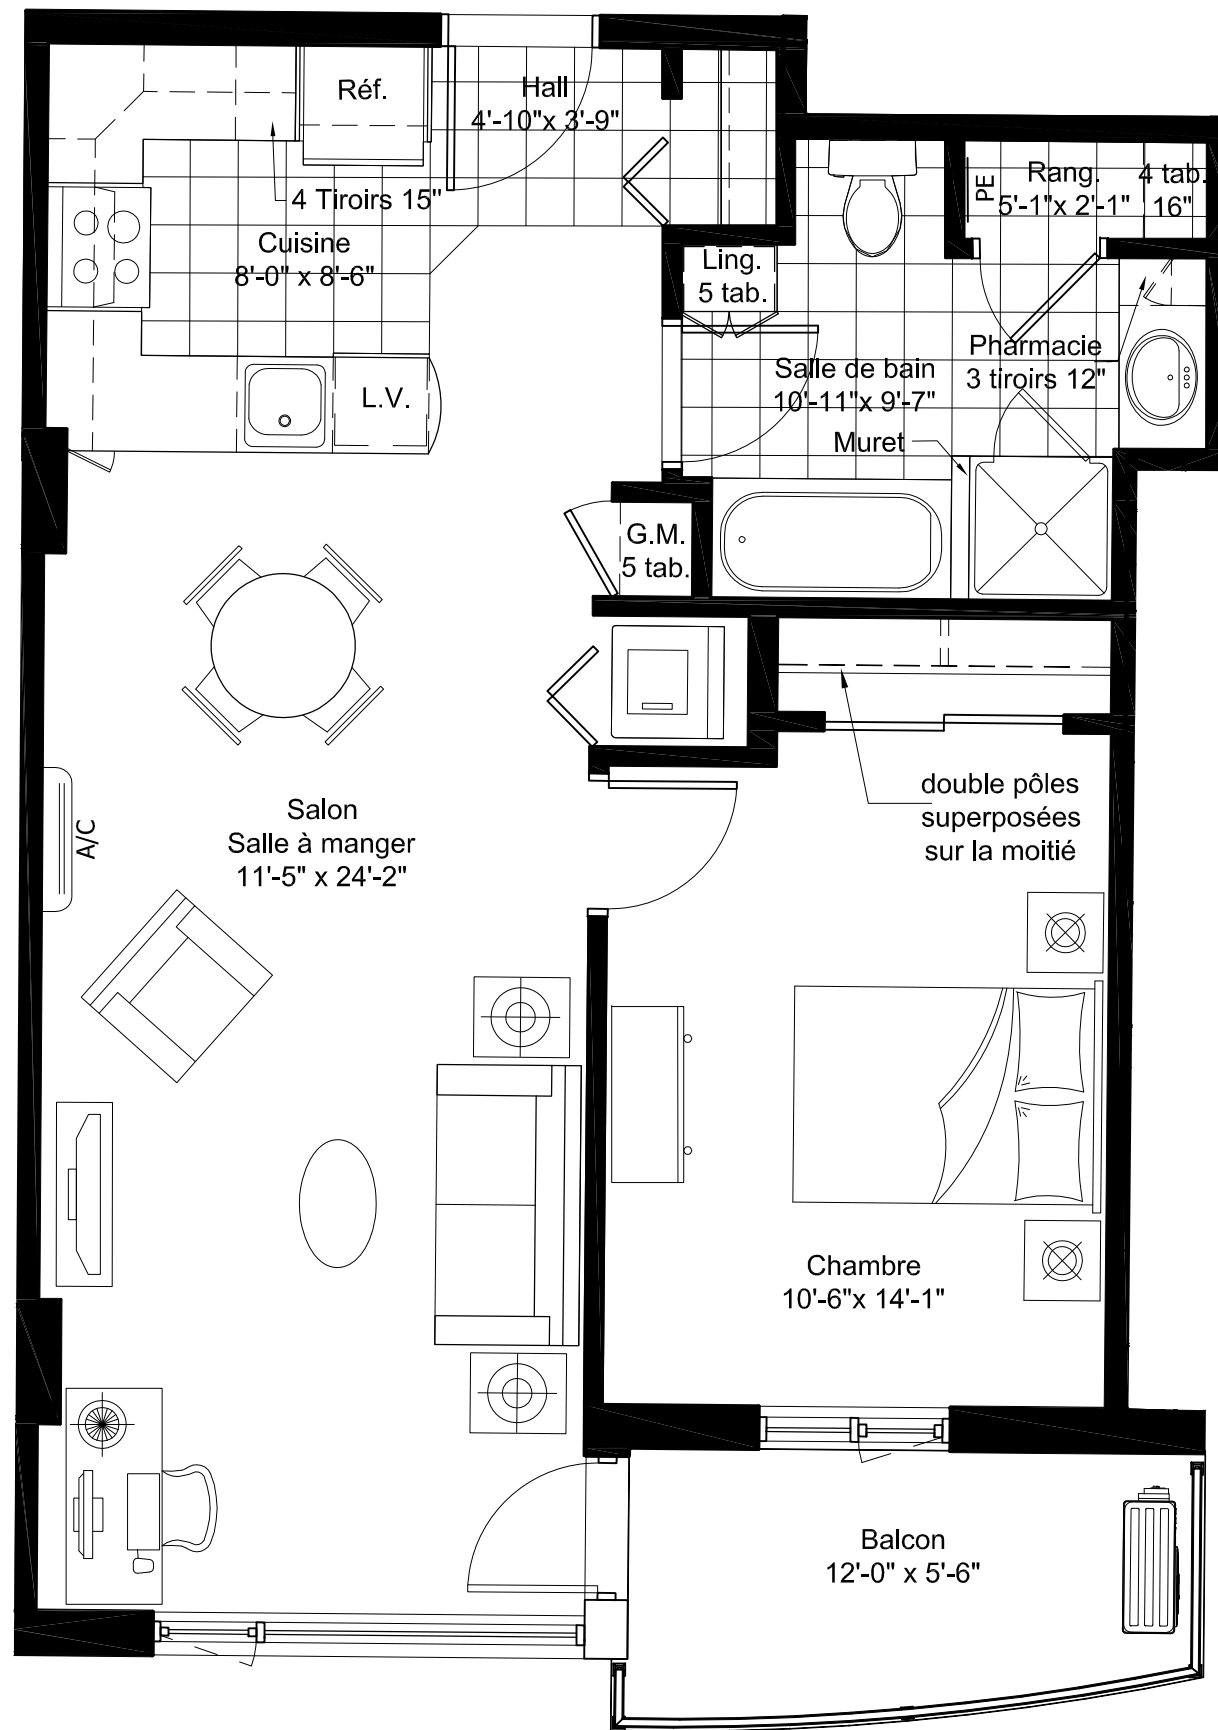 Réf.
Hall
4'-10"x 3'-9"
4 Tiroirs 15"
Cuisine
8'-0" x 8'-6"
L.V.
PE
Rang.
5'-1"x 2'-1"
4 tab.
16"
Ling.
5 tab.
Pharmacie
3 tiroirs 12"
Salle de bain
10'-11"x 9'-7"
Muret
G.M.
5 tab.
double pôles
superposées
sur la moitié
A/C
Salon
Salle à manger
11'-5" x 24'-2"
Chambre
10'-6"x 14'-1"
Balcon
12'-0" x 5'-6"